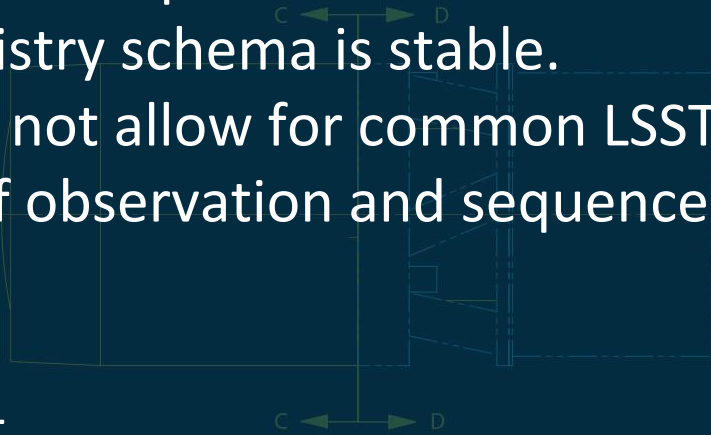 C D
istry schema is stable.
not allow for common LSST
f observation and sequence
C D